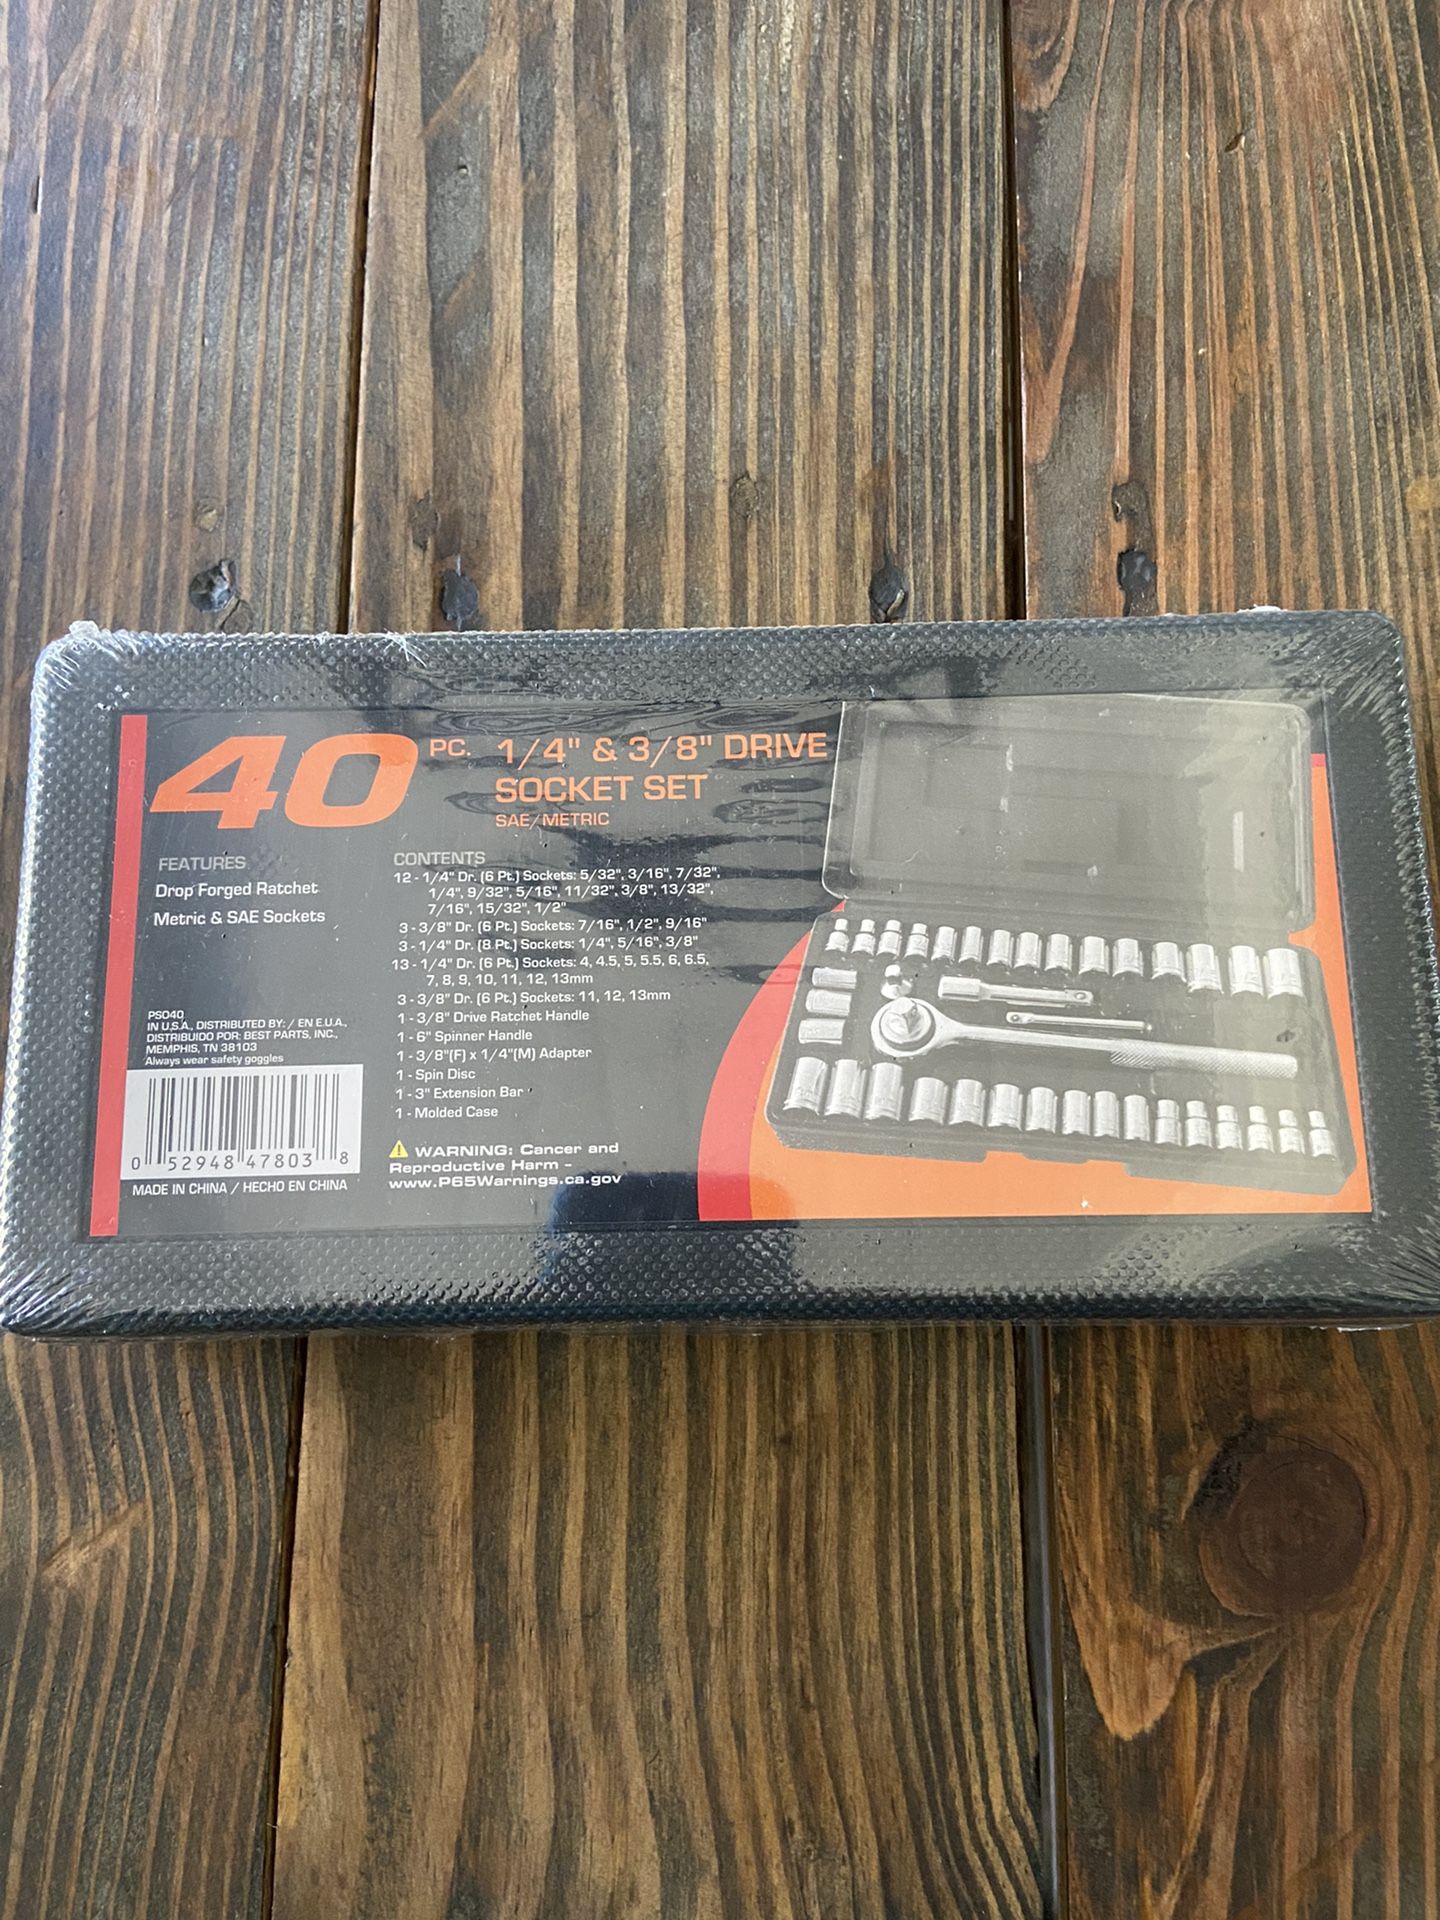 40 PC. 1/4" & 3/8" DRIVE
SOCKET SET
SAE/METRIC
FEATURES
Drop Forged Ratchet
Metric & SAE Sockets
CONTENTS
12 - 1/4" Dr. (6 Pt.) Sockets: 5/32", 3/16", 7/32",
1/4", 9/32", 5/16", 11/32", 3/8", 13/32",
7/16", 15/32", 1/2"
3 - 3/8" Dr. (6 Pt.) Sockets: 7/16", 1/2", 9/16"
3 - 1/4" Dr. (8 Pt.) Sockets: 1/4", 5/16", 3/8"
13 - 1/4" Dr. (6 Pt.) Sockets: 4, 4.5, 5, 5.5, 6, 6.5,
7, 8, 9, 10, 11, 12, 13mm
3 - 3/8" Dr. (6 Pt.) Sockets: 11, 12, 13mm
1 - 3/8" Drive Ratchet Handle
1 - 6" Spinner Handle
1 - 3/8"(F) x 1/4"(M) Adapter
1 - Spin Disc
1 - 3" Extension Bar
1 - Molded Case
WARNING: Cancer and
Reproductive Harm -
www.P65Warnings.ca.gov
PS040
IN U.S.A., DISTRIBUTED BY: / EN E.U.A.,
DISTRIBUIDO POR: BEST PARTS, INC.,
MEMPHIS, TN 38103
Always wear safety goggles
0 52948 47803 8
MADE IN CHINA / HECHO EN CHINA